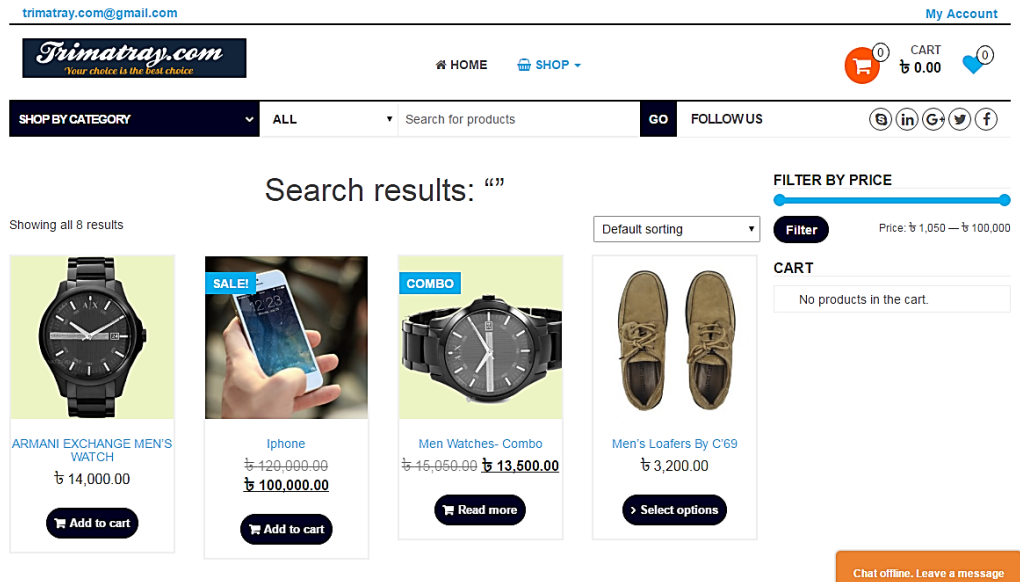 trimatray.com@gmail.com
My Account
Trimatray.com
Your choice is the best choice
HOME
SHOP
0
CART
৳ 0.00
0
SHOP BY CATEGORY
ALL
Search for products
GO
FOLLOW US
Search results: “”
Showing all 8 results
Default sorting
FILTER BY PRICE
Filter
Price: ৳ 1,050 — ৳ 100,000
CART
No products in the cart.
A|X
24
ARMANI EXCHANGE MEN'S
WATCH
৳ 14,000.00
Add to cart
SALE!
12:23
Iphone
৳ 120,000.00
৳ 100,000.00
Add to cart
COMBO
A|X
24
Men Watches- Combo
৳ 15,050.00 ৳ 13,500.00
Read more
Men's Loafers By C'69
৳ 3,200.00
Select options
Chat offline. Leave a message